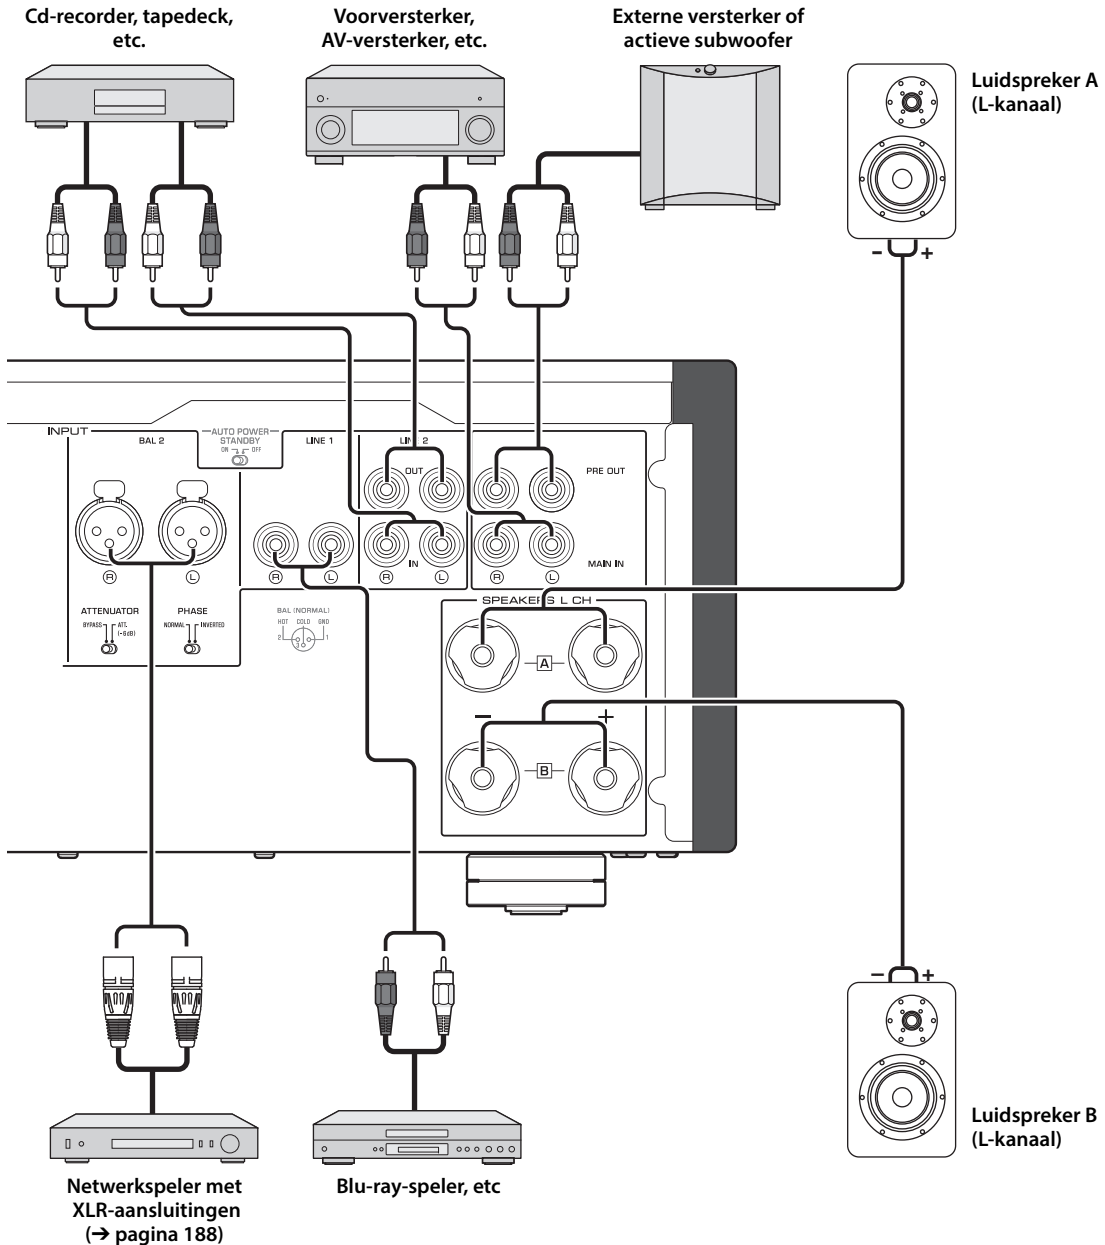 Cd-recorder, tapedeck,
etc.
Voorversterker,
AV-versterker, etc.
Externe versterker of
actieve subwoofer
Luidspreker A
(L-kanaal)
– +
INPUT
BAL 2
AUTO POWER
STANDBY
ON OFF
LINE 1
LINE 2
OUT
PRE OUT
IN
MAIN IN
R L
R L
R L
R L
ATTENUATOR
BYPASS ATT.
(-6dB)
PHASE
NORMAL INVERTED
BAL (NORMAL)
HOT COLD GND
2 3 1
SPEAKERS L CH
A
– +
B
– +
Luidspreker B
(L-kanaal)
Netwerkspeler met
XLR-aansluitingen
(→ pagina 188)
Blu-ray-speler, etc